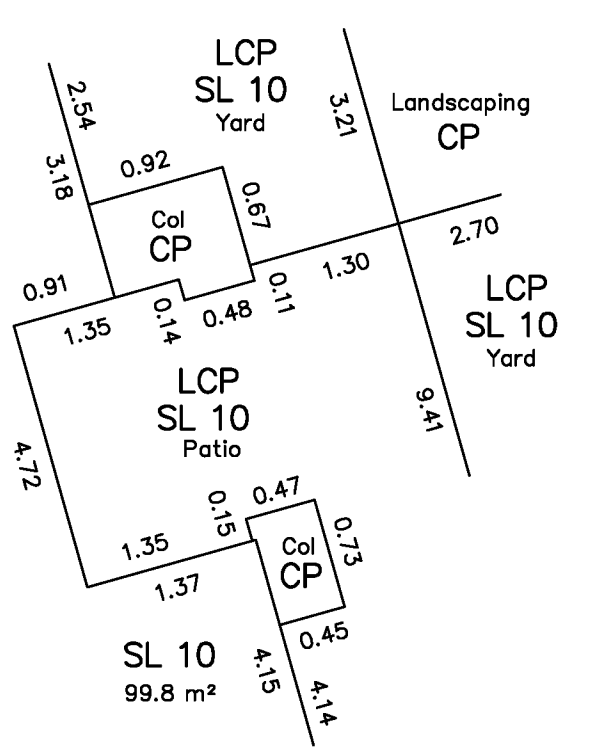 LCP
SL 10
Yard
2.54
3.21
Landscaping
CP
3.18
0.92
0.67
Col
CP
2.70
1.30
0.91
0.11
LCP
SL 10
Yard
1.35
0.14
0.48
LCP
SL 10
Patio
9.41
4.72
0.47
0.15
Col
CP
0.73
1.35
1.37
0.45
SL 10
99.8 m²
4.15
4.14